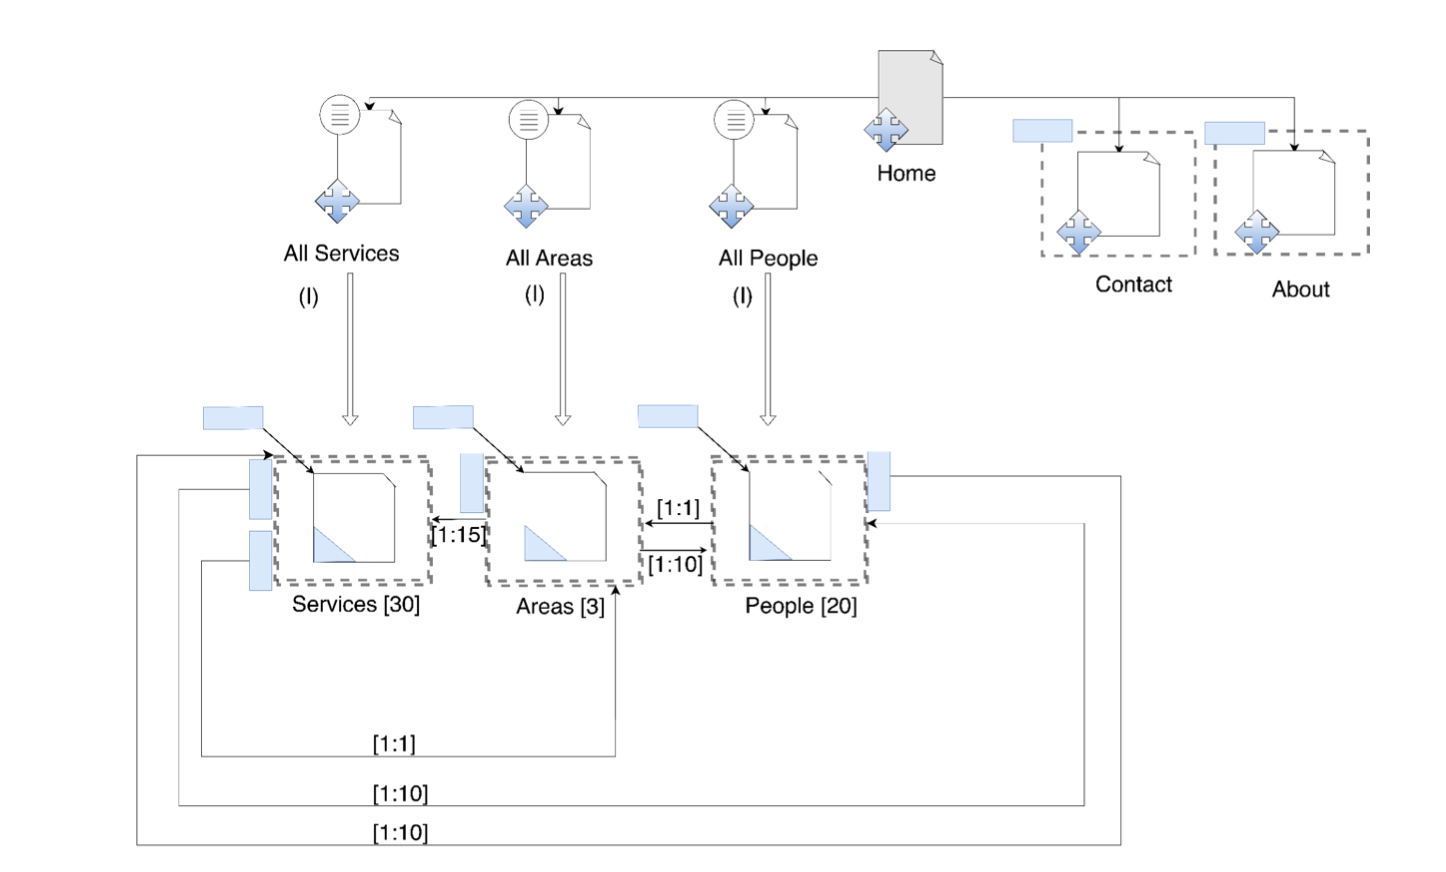 Home
All Services
All Areas
All People
Contact
About
(I)
(I)
(I)
[1:1]
[1:15]
[1:10]
Services [30]
Areas [3]
People [20]
[1:1]
[1:10]
[1:10]